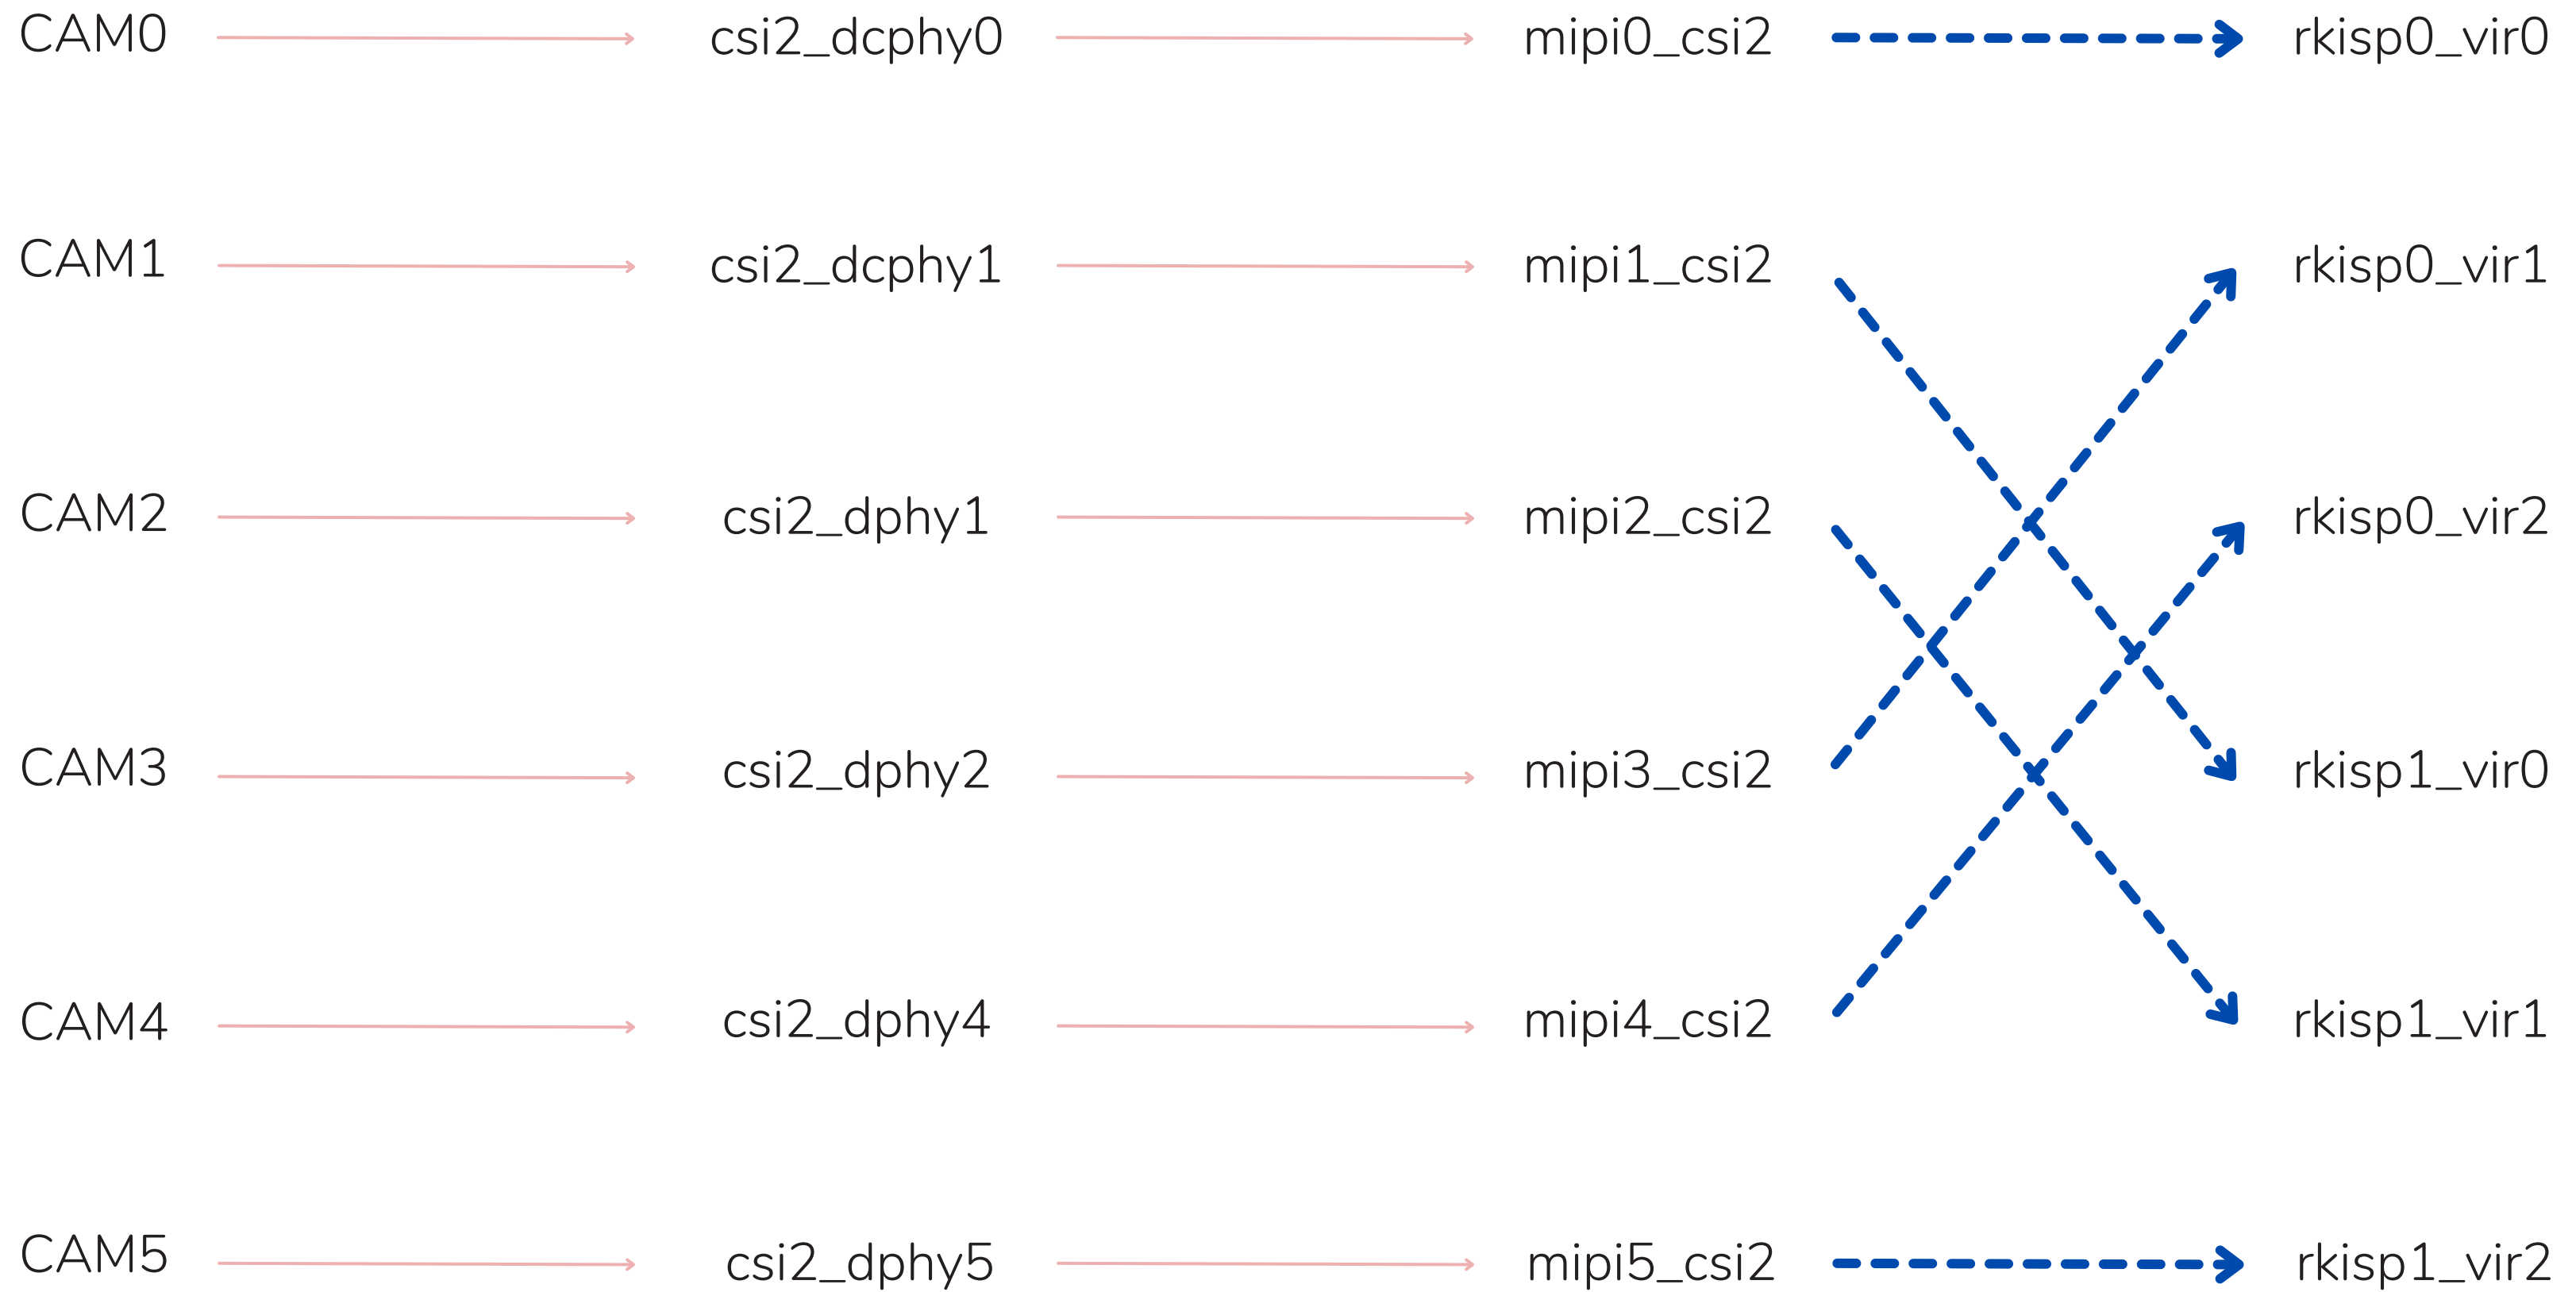 CAM0 csi2_dcphy0 mipi0_csi2 rkisp0_vir0
CAM1 csi2_dcphy1 mipi1_csi2 rkisp0_vir1
CAM2 csi2_dphy1 mipi2_csi2 rkisp0_vir2
CAM3 csi2_dphy2 mipi3_csi2 rkisp1_vir0
CAM4 csi2_dphy4 mipi4_csi2 rkisp1_vir1
CAM5 csi2_dphy5 mipi5_csi2 rkisp1_vir2